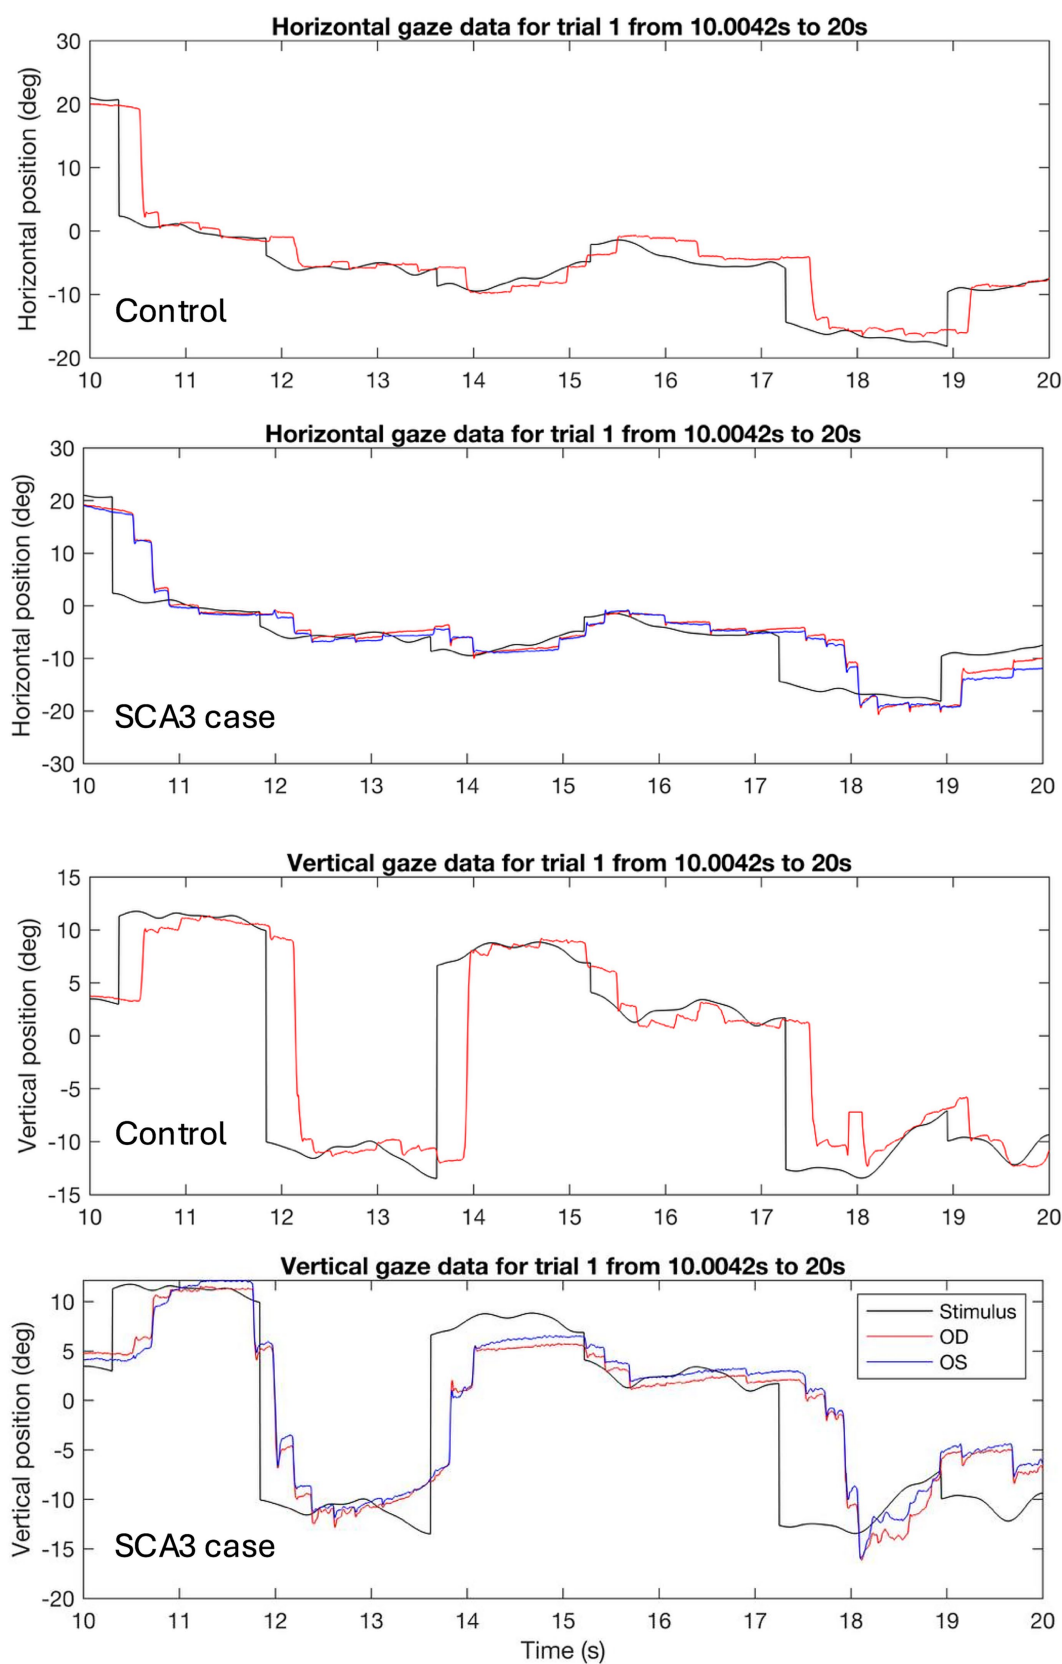 Horizontal gaze data for trial 1 from 10.0042s to 20s
Horizontal position (deg)
30
20
10
0
-10
-20
Control
10 11 12 13 14 15 16 17 18 19 20
Horizontal gaze data for trial 1 from 10.0042s to 20s
Horizontal position (deg)
30
20
10
0
-10
-20
-30
SCA3 case
10 11 12 13 14 15 16 17 18 19 20
Vertical gaze data for trial 1 from 10.0042s to 20s
Vertical position (deg)
15
10
5
0
-5
-10
-15
Control
10 11 12 13 14 15 16 17 18 19 20
Vertical gaze data for trial 1 from 10.0042s to 20s
Vertical position (deg)
10
5
0
-5
-10
-15
-20
Stimulus
OD
OS
SCA3 case
10 11 12 13 14 15 16 17 18 19 20
Time (s)